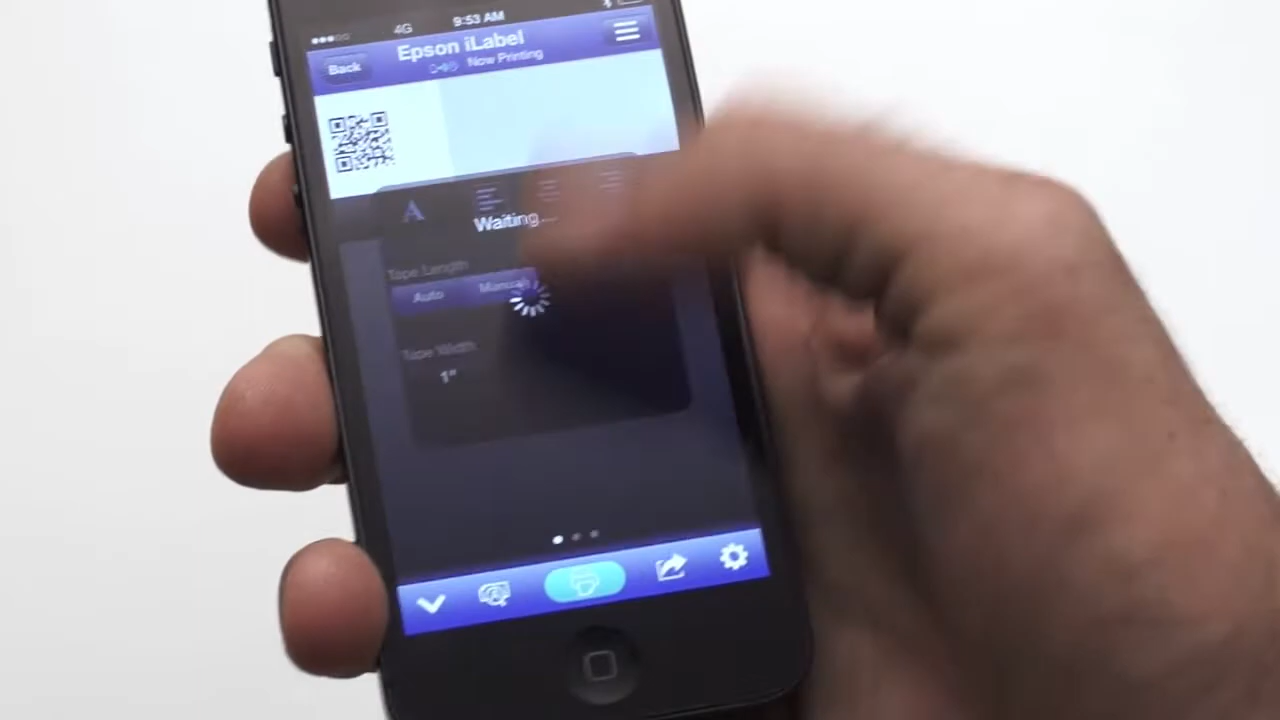 4G 9:53 AM
Back Epson iLabel
Now Printing
A
Waiting...
Tape Length
Auto Manual
Tape Width
1"